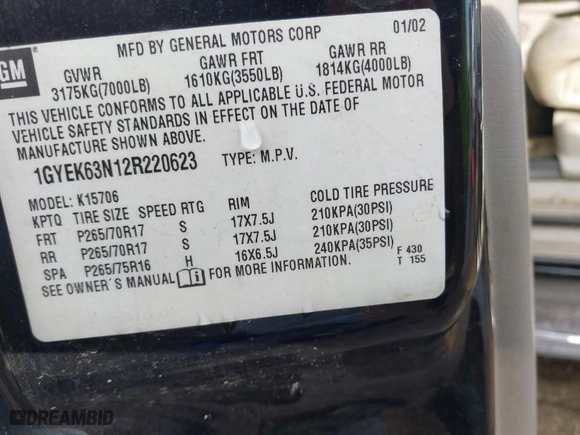 GM
MFD BY GENERAL MOTORS CORP 01/02
GVWR GAWR FRT GAWR RR
3175KG(7000LB) 1610KG(3550LB) 1814KG(4000LB)
THIS VEHICLE CONFORMS TO ALL APPLICABLE U.S. FEDERAL MOTOR
VEHICLE SAFETY STANDARDS IN EFFECT ON THE DATE OF
MANUFACTURE SHOWN ABOVE.
1GYEK63N12R220623 TYPE: M.P.V.
MODEL: K15706
KPTQ TIRE SIZE SPEED RTG RIM COLD TIRE PRESSURE
FRT P265/70R17 S 17X7.5J 210KPA(30PSI)
RR P265/70R17 S 17X7.5J 210KPA(30PSI)
SPA P265/75R16 H 16X6.5J 240KPA(35PSI) F 430
SEE OWNER'S MANUAL FOR MORE INFORMATION. T 155
DREAMBID